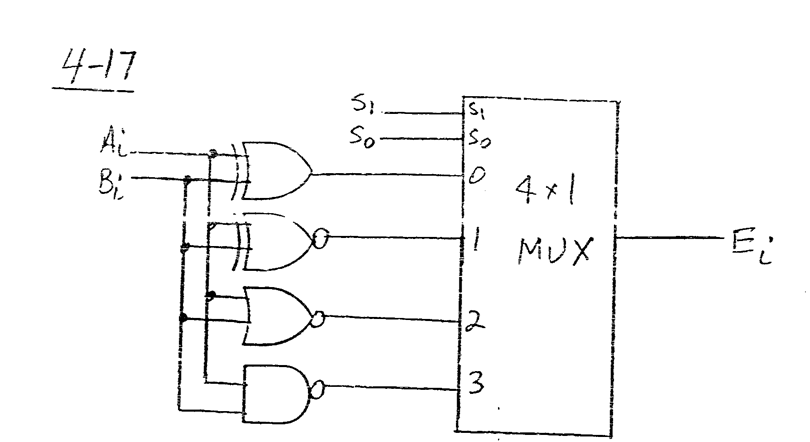 4-17
S₁ S₁
S₀ S₀
Aᵢ
Bᵢ
0
4×1
1
MUX
Eᵢ
2
3